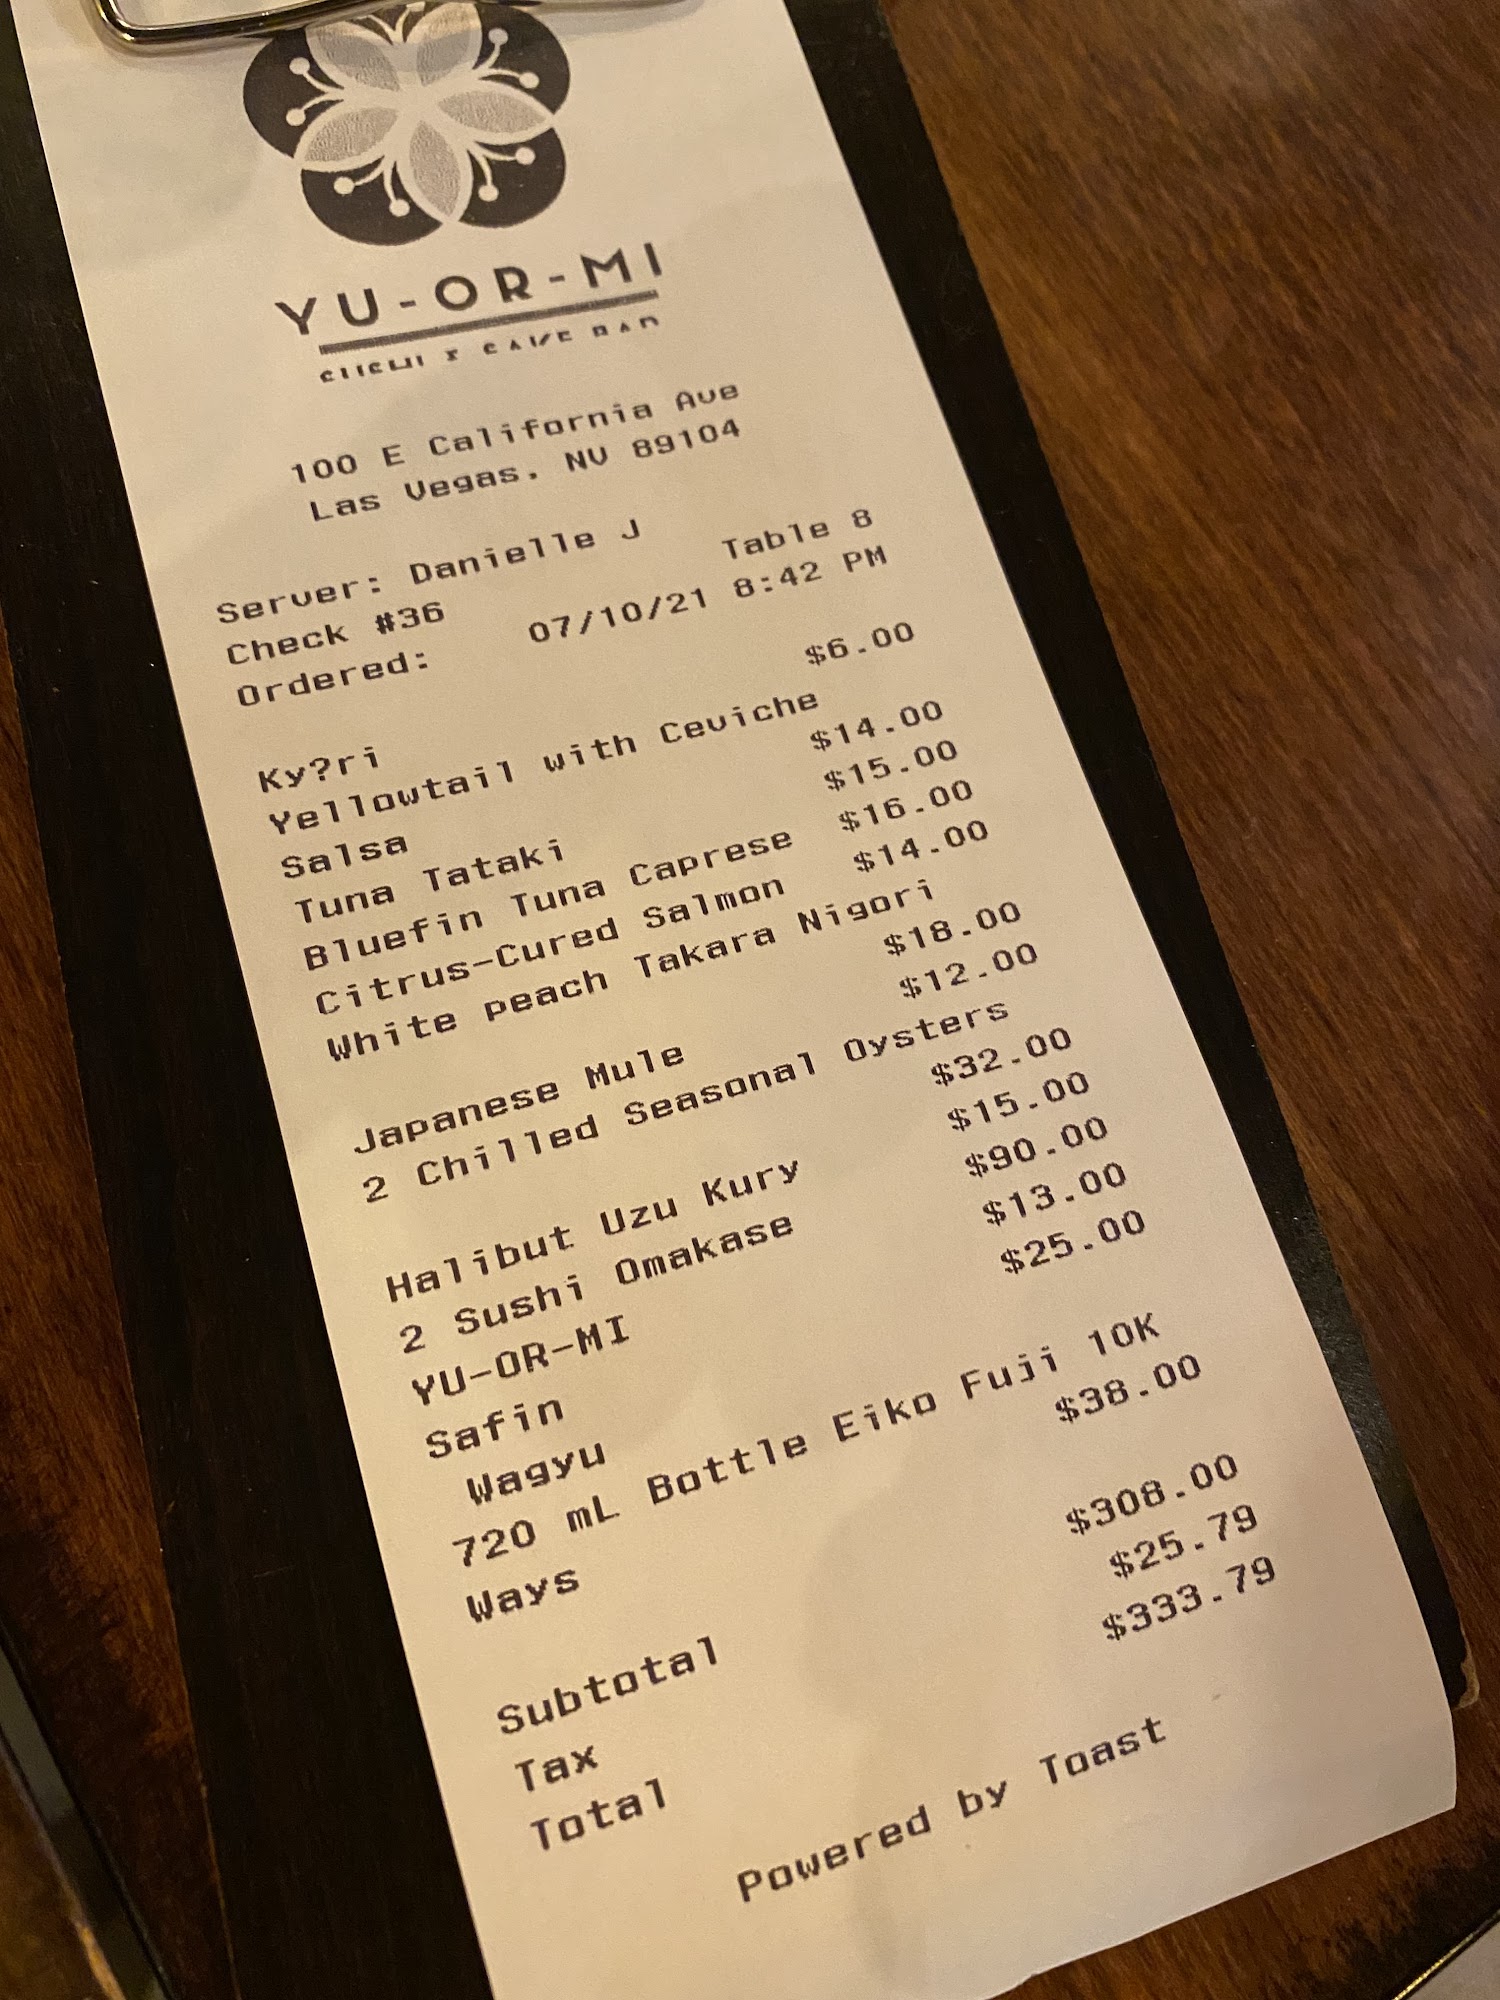 YU-OR-MI
SUSHI & SAKE BAR
100 E California Ave
Las Vegas, NV 89104
Server: Danielle J
Check #36 Table 8
Ordered: 07/10/21 8:42 PM
Ky?ri $6.00
Yellowtail with Ceviche
Salsa $14.00
Tuna Tataki $15.00
Bluefin Tuna Caprese $16.00
Citrus-Cured Salmon $14.00
White peach Takara Nigori
$18.00
Japanese Mule $12.00
2 Chilled Seasonal Oysters
$32.00
Halibut Uzu Kury $15.00
2 Sushi Omakase $90.00
YU-OR-MI $13.00
Safin $25.00
Wagyu
720 mL Bottle Eiko Fuji 10K
Ways $38.00
Subtotal $308.00
Tax $25.79
Total $333.79
Powered by Toast